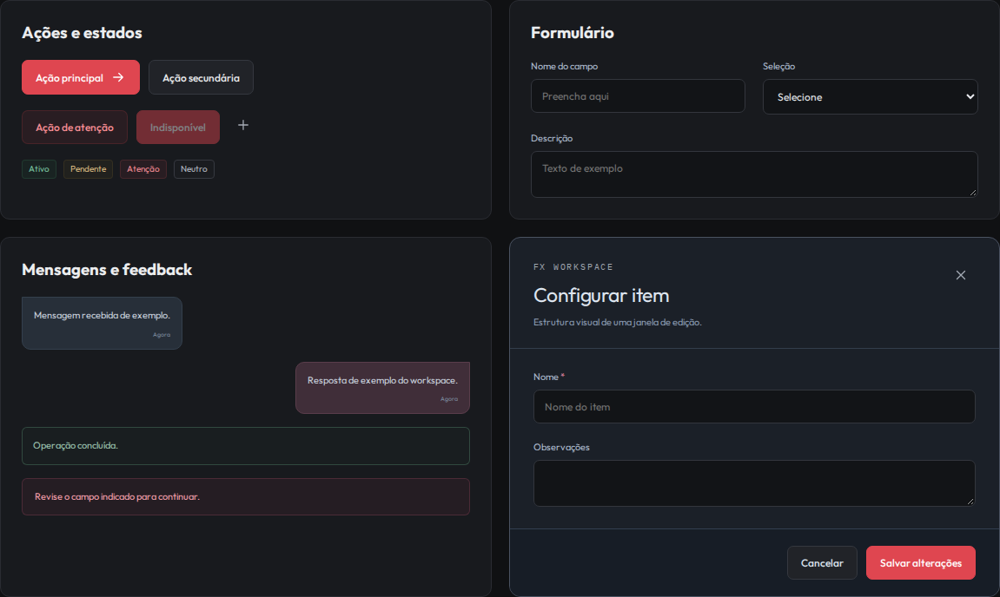 Ações e estados
Ação principal →
Ação secundária
Ação de atenção
Indisponível
+
Ativo
Pendente
Atenção
Neutro
Formulário
Nome do campo
Preencha aqui
Seleção
Selecione
Descrição
Texto de exemplo
Mensagens e feedback
Mensagem recebida de exemplo.
Agora
Resposta de exemplo do workspace.
Agora
Operação concluída.
Revise o campo indicado para continuar.
FX WORKSPACE
Configurar item
Estrutura visual de uma janela de edição.
Nome *
Nome do item
Observações
Cancelar
Salvar alterações